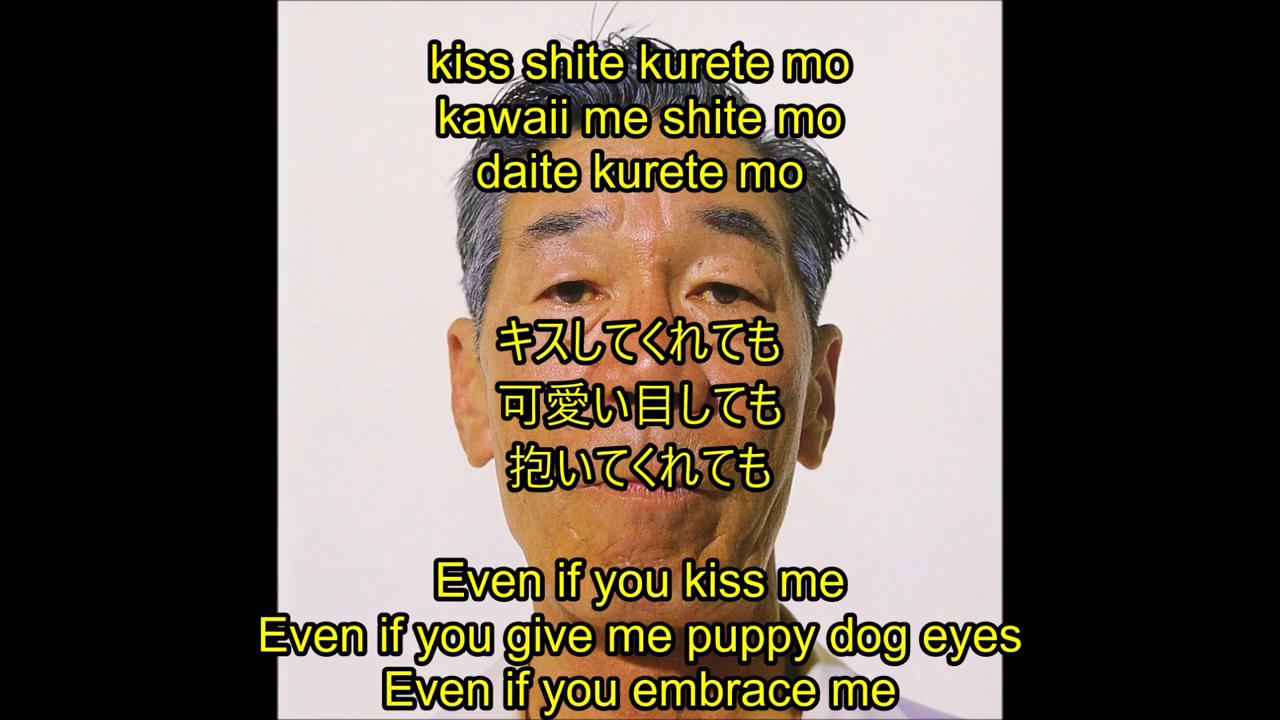 kiss shite kurete mo
kawaii me shite mo
daite kurete mo
キスしてくれても
可愛い目しても
抱いてくれても
Even if you kiss me
Even if you give me puppy dog eyes
Even if you embrace me